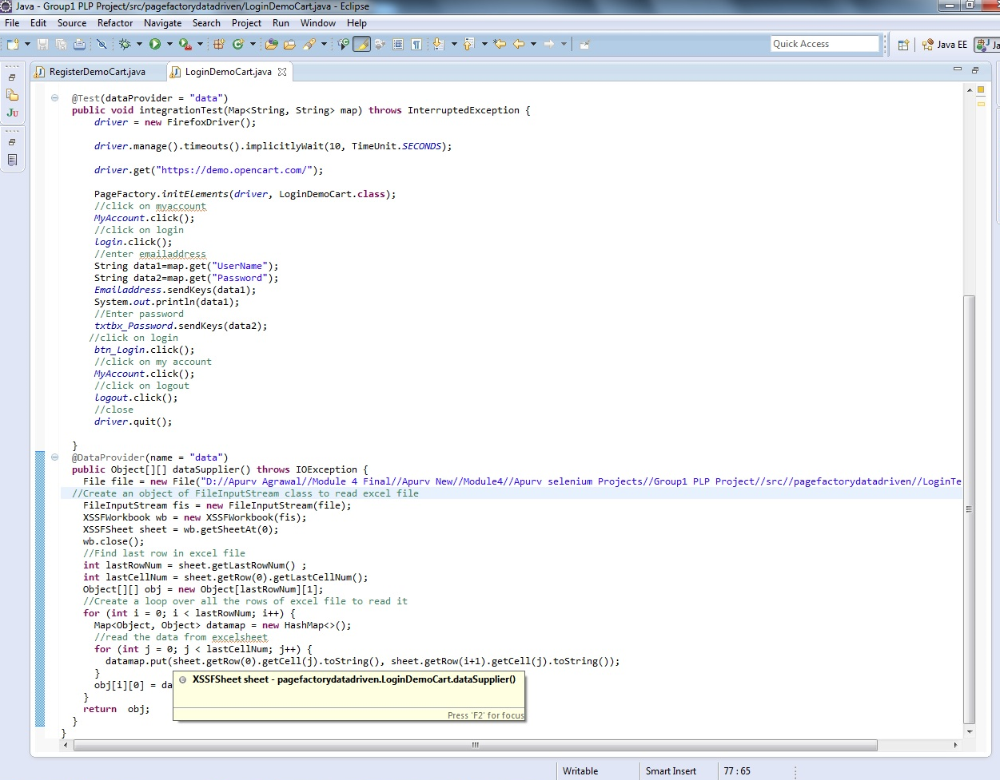 Java - Group1 PLP Project/src/pagefactorydatadriven/LoginDemoCart.java - Eclipse
File Edit Source Refactor Navigate Search Project Run Window Help
Quick Access Java EE Ja
RegisterDemoCart.java LoginDemoCart.java
@Test(dataProvider = "data")
public void integrationTest(Map<String, String> map) throws InterruptedException {
driver = new FirefoxDriver();
driver.manage().timeouts().implicitlyWait(10, TimeUnit.SECONDS);
driver.get("https://demo.opencart.com/");
PageFactory.initElements(driver, LoginDemoCart.class);
//click on myaccount
MyAccount.click();
//click on login
login.click();
//enter emailaddress
String data1=map.get("UserName");
String data2=map.get("Password");
Emailaddress.sendKeys(data1);
System.out.println(data1);
//Enter password
txtbx_Password.sendKeys(data2);
//click on login
btn_Login.click();
//click on my account
MyAccount.click();
//click on logout
logout.click();
//close
driver.quit();
}
@DataProvider(name = "data")
public Object[][] dataSupplier() throws IOException {
File file = new File("D://Apurv Agrawal//Module 4 Final//Apurv New//Module4//Apurv selenium Projects//Group1 PLP Project//src//pagefactorydatadriven//LoginTe
//Create an object of FileInputStream class to read excel file
FileInputStream fis = new FileInputStream(file);
XSSFWorkbook wb = new XSSFWorkbook(fis);
XSSFSheet sheet = wb.getSheetAt(0);
wb.close();
//Find last row in excel file
int lastRowNum = sheet.getLastRowNum() ;
int lastCellNum = sheet.getRow(0).getLastCellNum();
Object[][] obj = new Object[lastRowNum][1];
//Create a loop over all the rows of excel file to read it
for (int i = 0; i < lastRowNum; i++) {
Map<Object, Object> datamap = new HashMap<>();
//read the data from excelsheet
for (int j = 0; j < lastCellNum; j++) {
datamap.put(sheet.getRow(0).getCell(j).toString(), sheet.getRow(i+1).getCell(j).toString());
}
obj[i][0] = da
XSSFSheet sheet - pagefactorydatadriven.LoginDemoCart.dataSupplier()
}
return obj;
Press 'F2' for focus
}
}
Writable Smart Insert 77 : 65